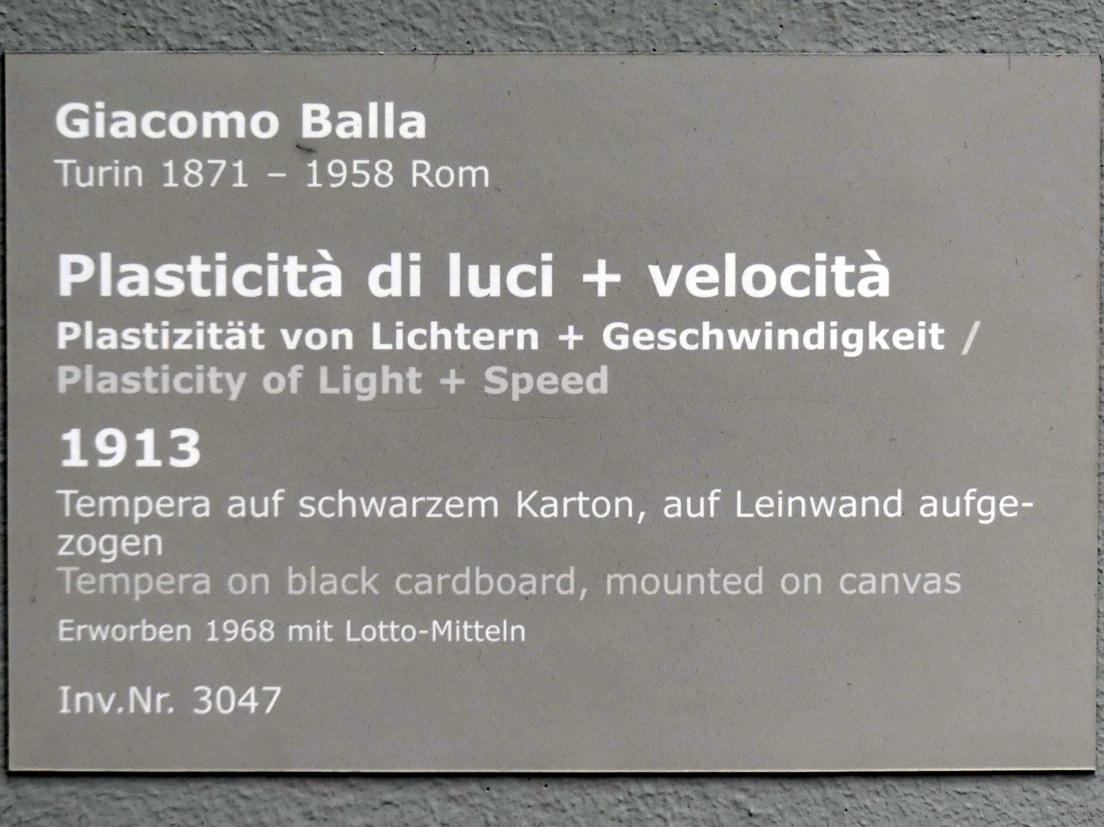 Giacomo Balla
Turin 1871 – 1958 Rom
Plasticità di luci + velocità
Plastizität von Lichtern + Geschwindigkeit /
Plasticity of Light + Speed
1913
Tempera auf schwarzem Karton, auf Leinwand aufge-
zogen
Tempera on black cardboard, mounted on canvas
Erworben 1968 mit Lotto-Mitteln
Inv.Nr. 3047